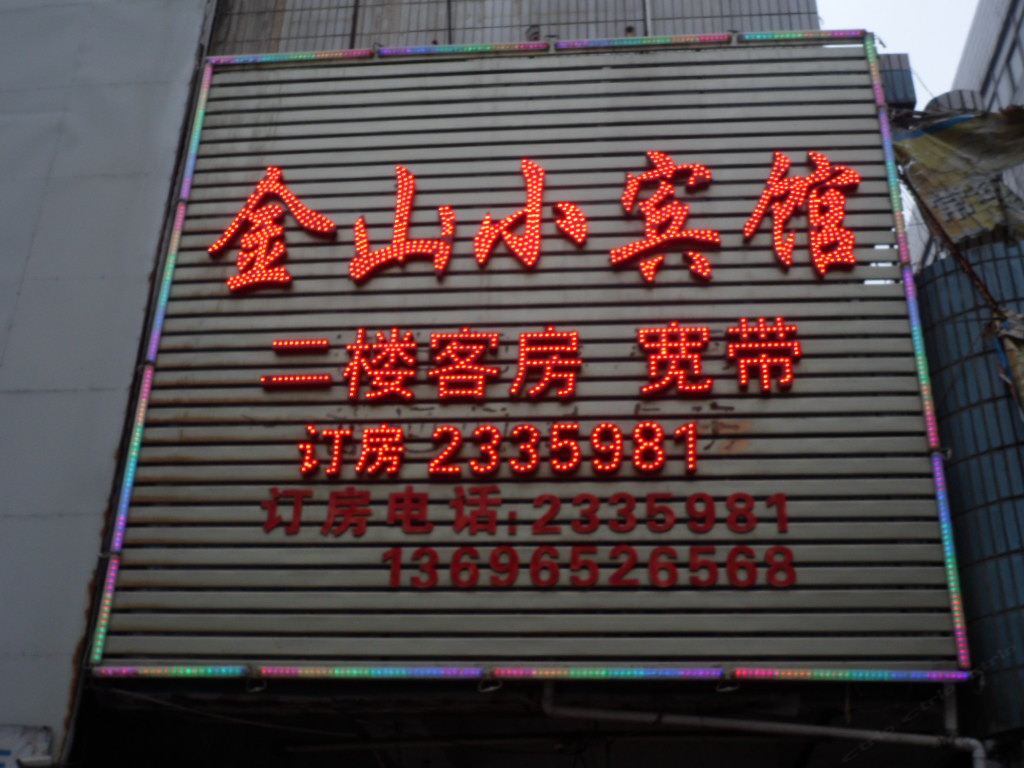 金山小宾馆
二楼客房 宽带
订房 2335981
订房电话:2335981
13696526568